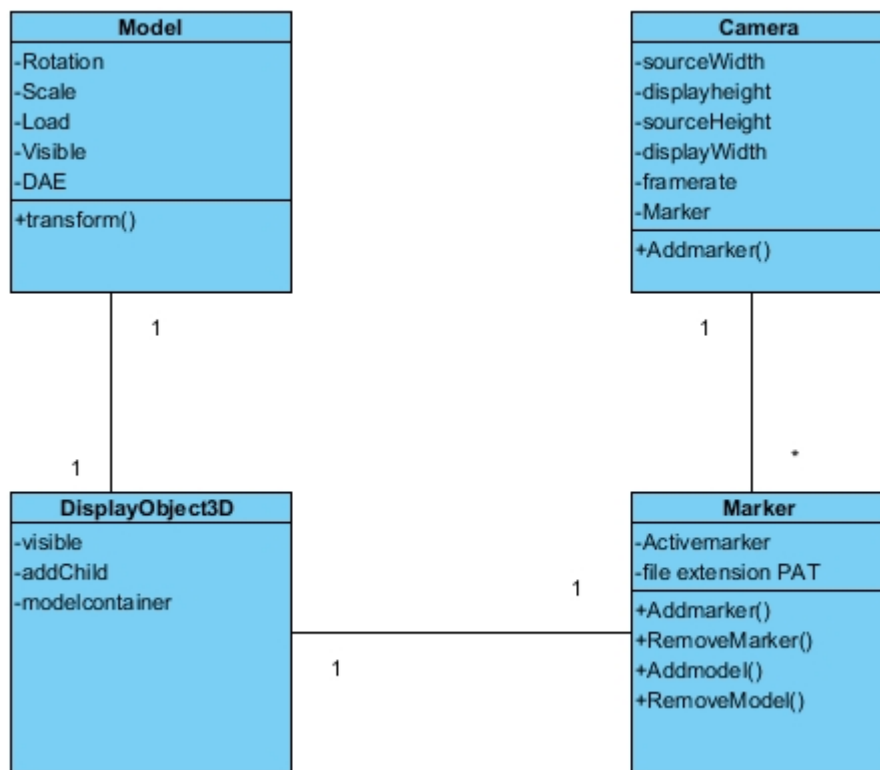 Model
-Rotation
-Scale
-Load
-Visible
-DAE
+transform()
Camera
-sourceWidth
-displayheight
-sourceHeight
-displayWidth
-framerate
-Marker
+Addmarker()
1
1
1
*
DisplayObject3D
-visible
-addChild
-modelcontainer
1
1
Marker
-Activemarker
-file extension PAT
+Addmarker()
+RemoveMarker()
+Addmodel()
+RemoveModel()